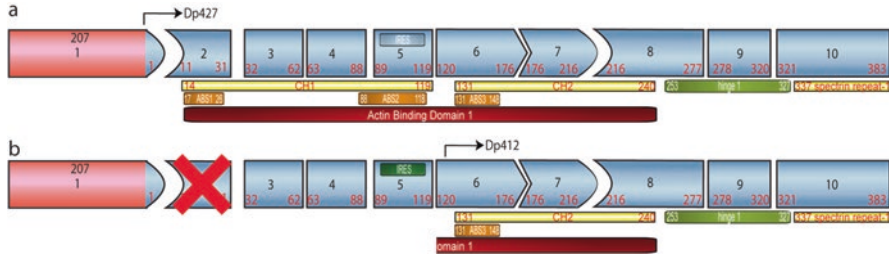 a
Dp427
207
1 2 3 4 5 6 7 8 9 10
IRES
1 11 31 32 62 63 88 89 119 120 176 176 216 216 277 278 320 321 383
14 CH1 119 131 CH2 240 253 hinge 1 327 337 spectrin repeat-1
17 ABS1 26 88 ABS2 118 131 ABS3 148
Actin Binding Domain 1
b
Dp412
207
1 3 4 5 6 7 8 9 10
IRES
1 32 62 63 88 89 119 120 176 176 216 216 277 278 320 321 383
131 CH2 240 253 hinge 1 327 337 spectrin repeat-
131 ABS3 148
omain 1